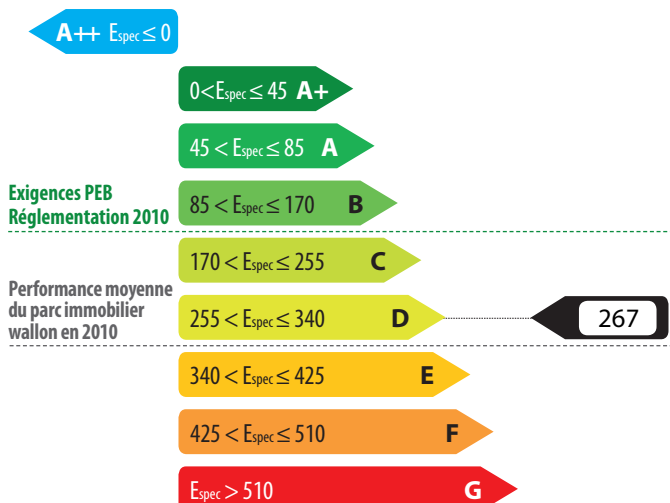 A++ Espec ≤ 0
0<Espec ≤ 45 A+
45 < Espec ≤ 85 A
Exigences PEB
Réglementation 2010
85 < Espec ≤ 170 B
170 < Espec ≤ 255 C
Performance moyenne
du parc immobilier
wallon en 2010
255 < Espec ≤ 340 D
267
340 < Espec ≤ 425 E
425 < Espec ≤ 510 F
Espec > 510 G